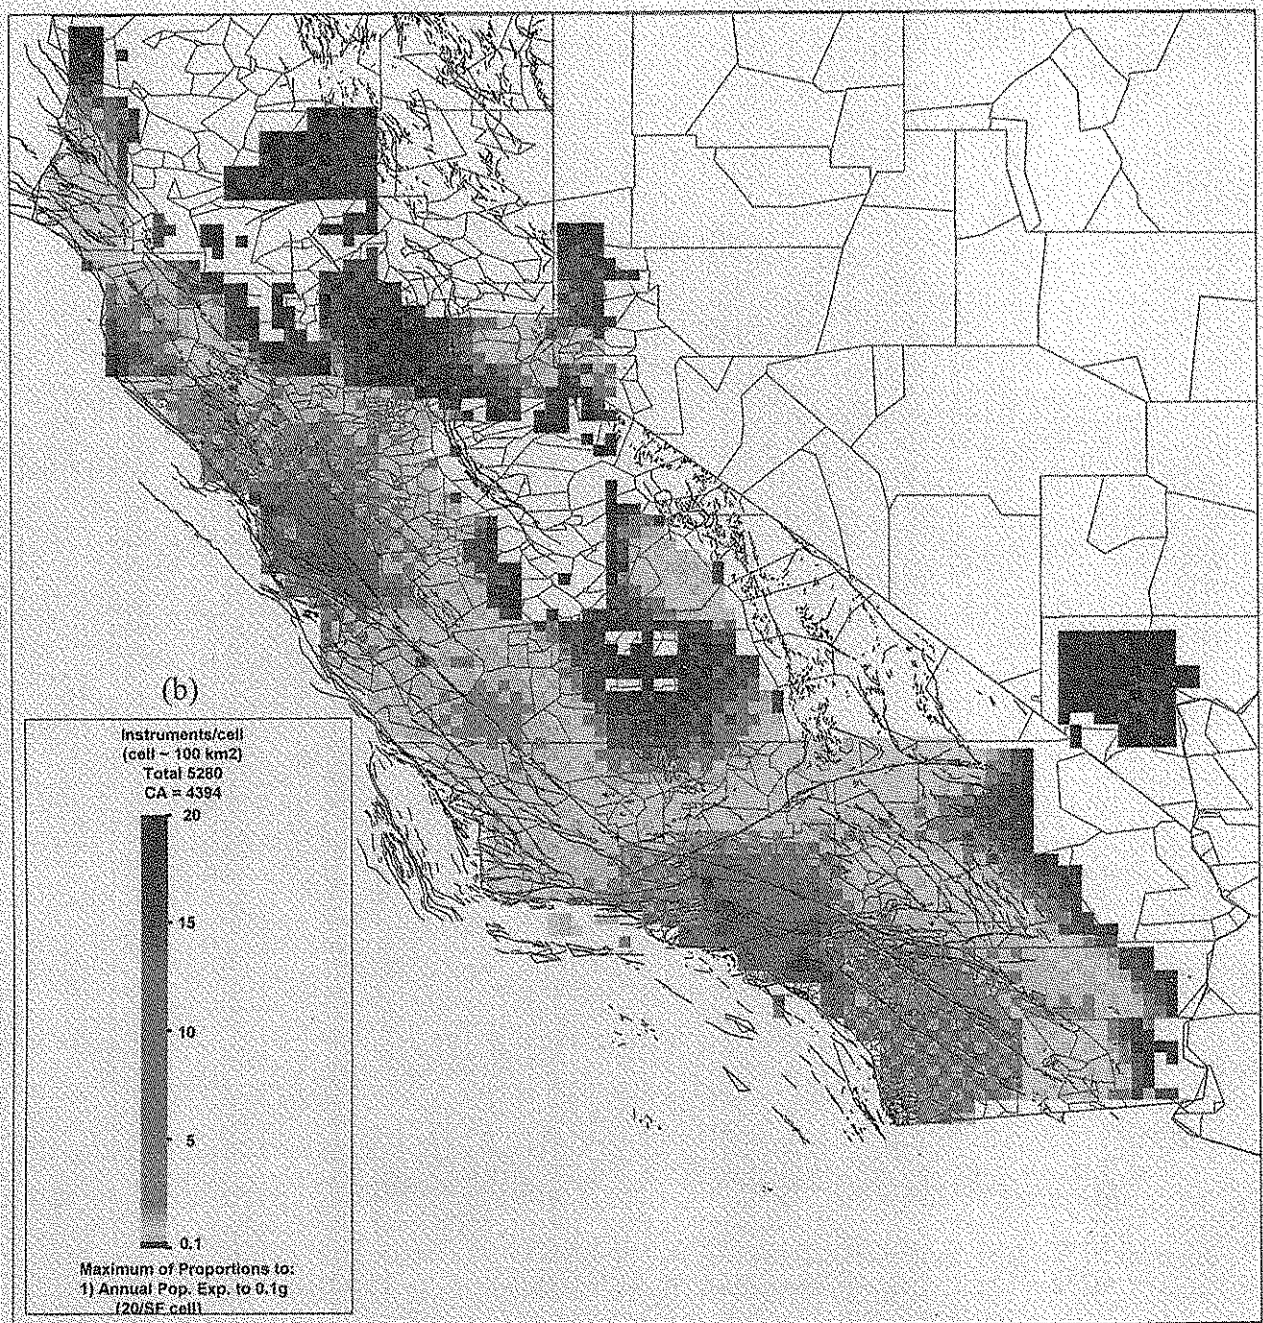 (b)
Instruments/cell
(cell ~ 100 km2)
Total 5280
CA = 4394
20
15
10
5
0.1
Maximum of Proportions to:
1) Annual Pop. Exp. to 0.1g
(20/SF cell)